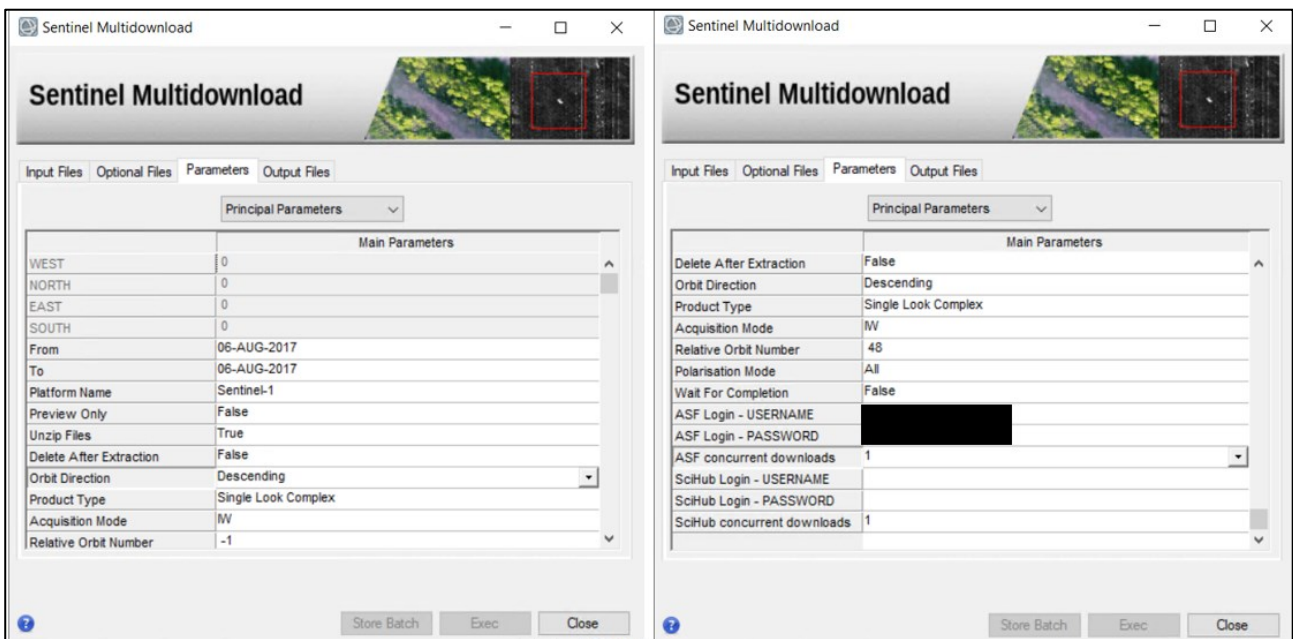 Sentinel Multidownload
Sentinel Multidownload
Input Files Optional Files Parameters Output Files
Principal Parameters
Main Parameters
WEST 0
NORTH 0
EAST 0
SOUTH 0
From 06-AUG-2017
To 06-AUG-2017
Platform Name Sentinel-1
Preview Only False
Unzip Files True
Delete After Extraction False
Orbit Direction Descending
Product Type Single Look Complex
Acquisition Mode IW
Relative Orbit Number -1
? Store Batch Exec Close
Sentinel Multidownload
Sentinel Multidownload
Input Files Optional Files Parameters Output Files
Principal Parameters
Main Parameters
Delete After Extraction False
Orbit Direction Descending
Product Type Single Look Complex
Acquisition Mode IW
Relative Orbit Number 48
Polarisation Mode All
Wait For Completion False
ASF Login - USERNAME
ASF Login - PASSWORD
ASF concurrent downloads 1
SciHub Login - USERNAME
SciHub Login - PASSWORD
SciHub concurrent downloads 1
? Store Batch Exec Close